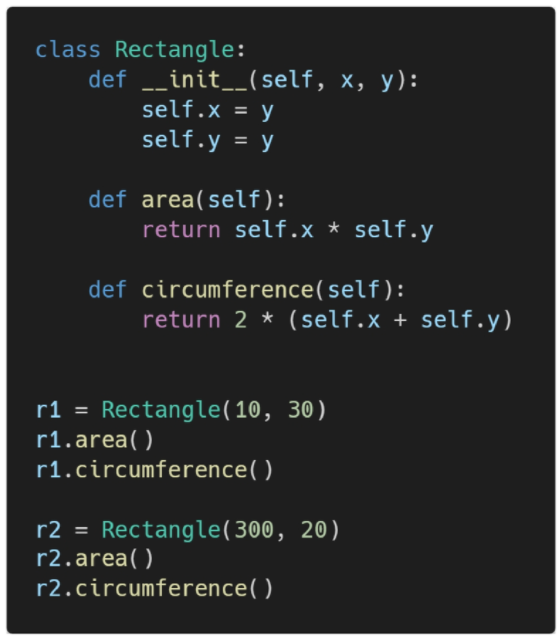 class Rectangle:
    def __init__(self, x, y):
        self.x = y
        self.y = y

    def area(self):
        return self.x * self.y

    def circumference(self):
        return 2 * (self.x + self.y)


r1 = Rectangle(10, 30)
r1.area()
r1.circumference()

r2 = Rectangle(300, 20)
r2.area()
r2.circumference()